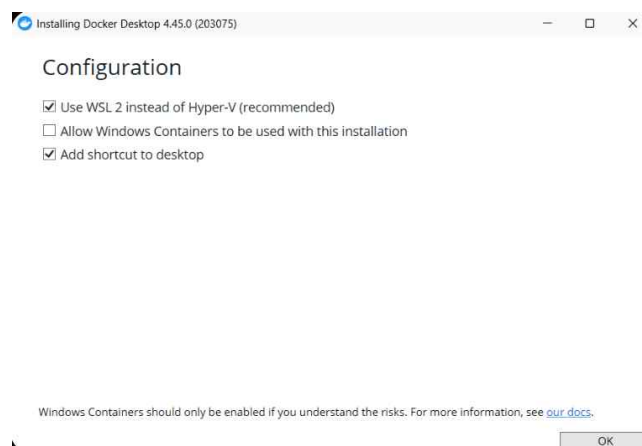 Installing Docker Desktop 4.45.0 (203075)
Configuration
Use WSL 2 instead of Hyper-V (recommended)
Allow Windows Containers to be used with this installation
Add shortcut to desktop
Windows Containers should only be enabled if you understand the risks. For more information, see our docs.
OK